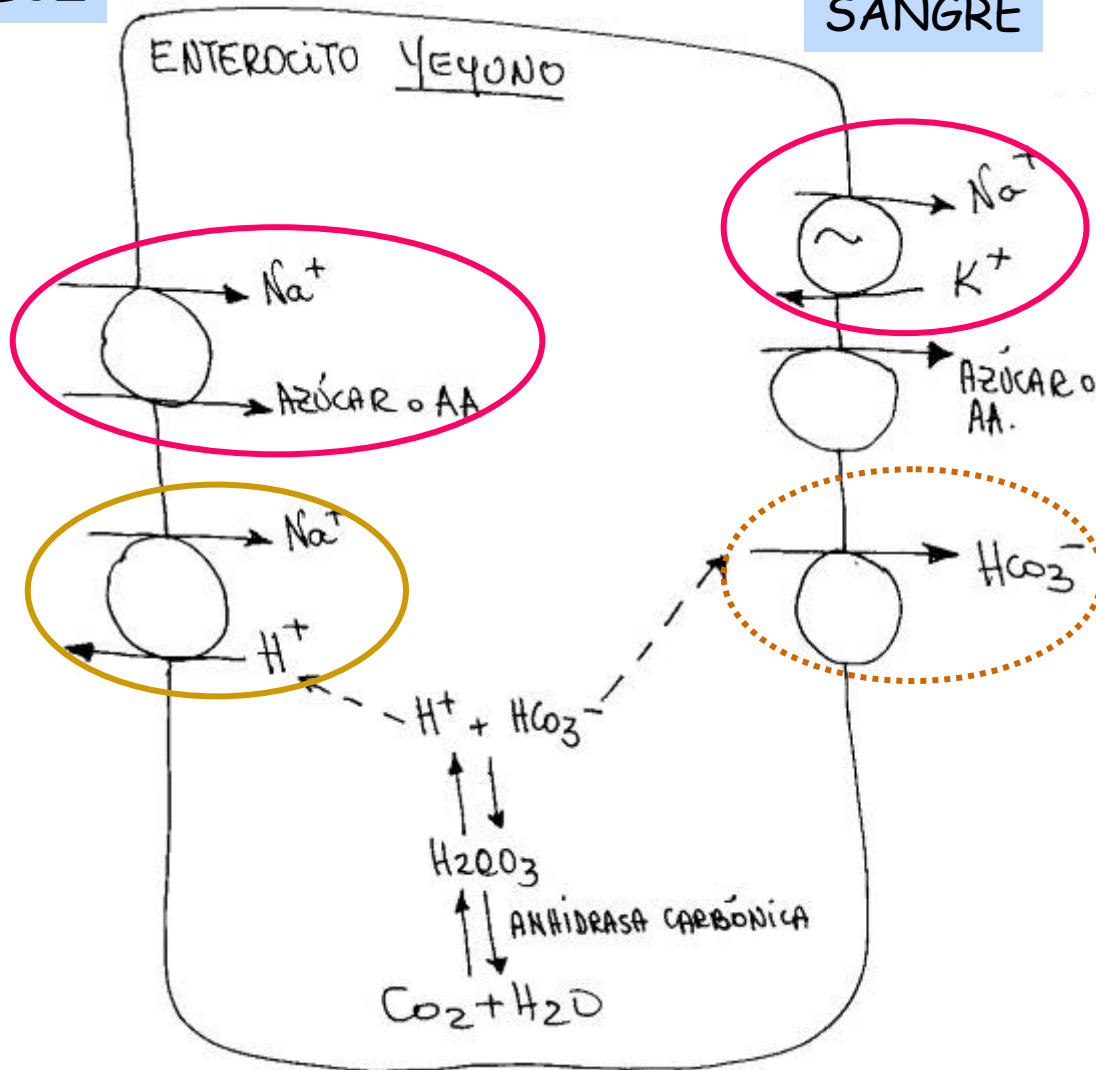 SANGRE
ENTEROCITO YEYUNO
Na⁺
K⁺
Na⁺
AZÚCAR o AA
AZÚCAR o
AA.
Na⁺
H⁺
HCO₃⁻
H⁺ + HCO₃⁻
H₂CO₃
ANHIDRASA CARBÓNICA
CO₂ + H₂O